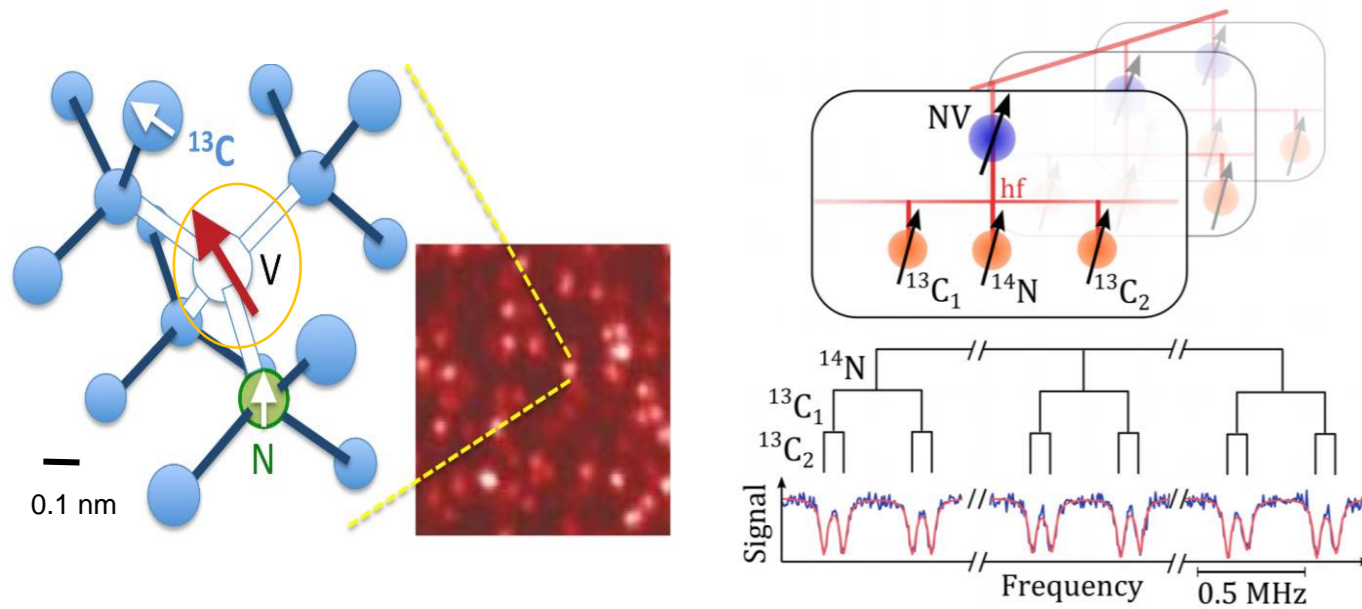 ¹³C
V
N
0.1 nm
NV
hf
¹³C₁
¹⁴N
¹³C₂
¹⁴N
¹³C₁
¹³C₂
Signal
Frequency
0.5 MHz